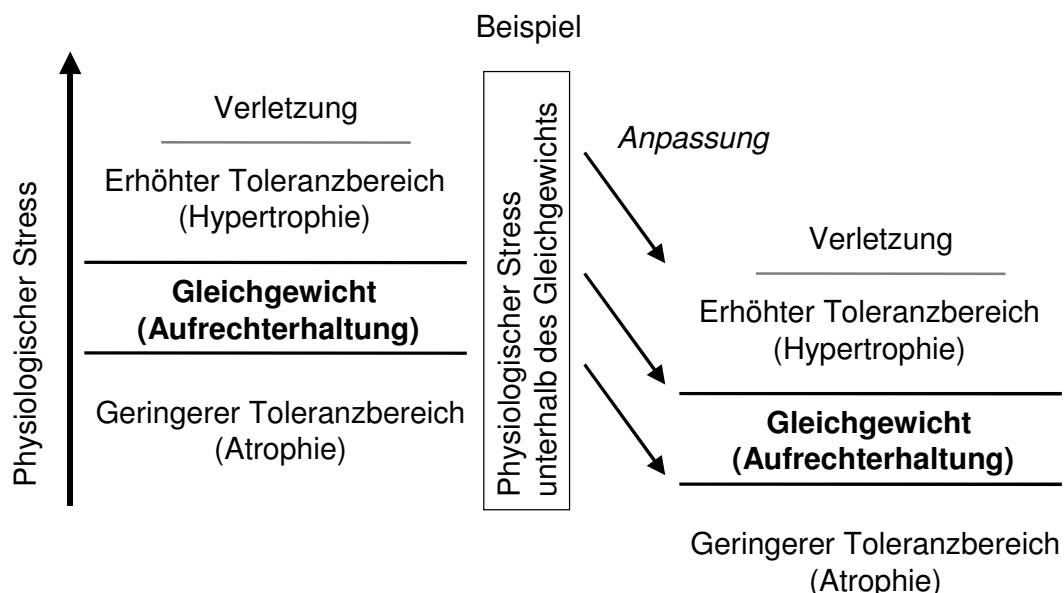 Beispiel
Physiologischer Stress
Verletzung
Erhöhter Toleranzbereich
(Hypertrophie)
Gleichgewicht
(Aufrechterhaltung)
Geringerer Toleranzbereich
(Atrophie)
Physiologischer Stress
unterhalb des Gleichgewichts
Anpassung
Verletzung
Erhöhter Toleranzbereich
(Hypertrophie)
Gleichgewicht
(Aufrechterhaltung)
Geringerer Toleranzbereich
(Atrophie)